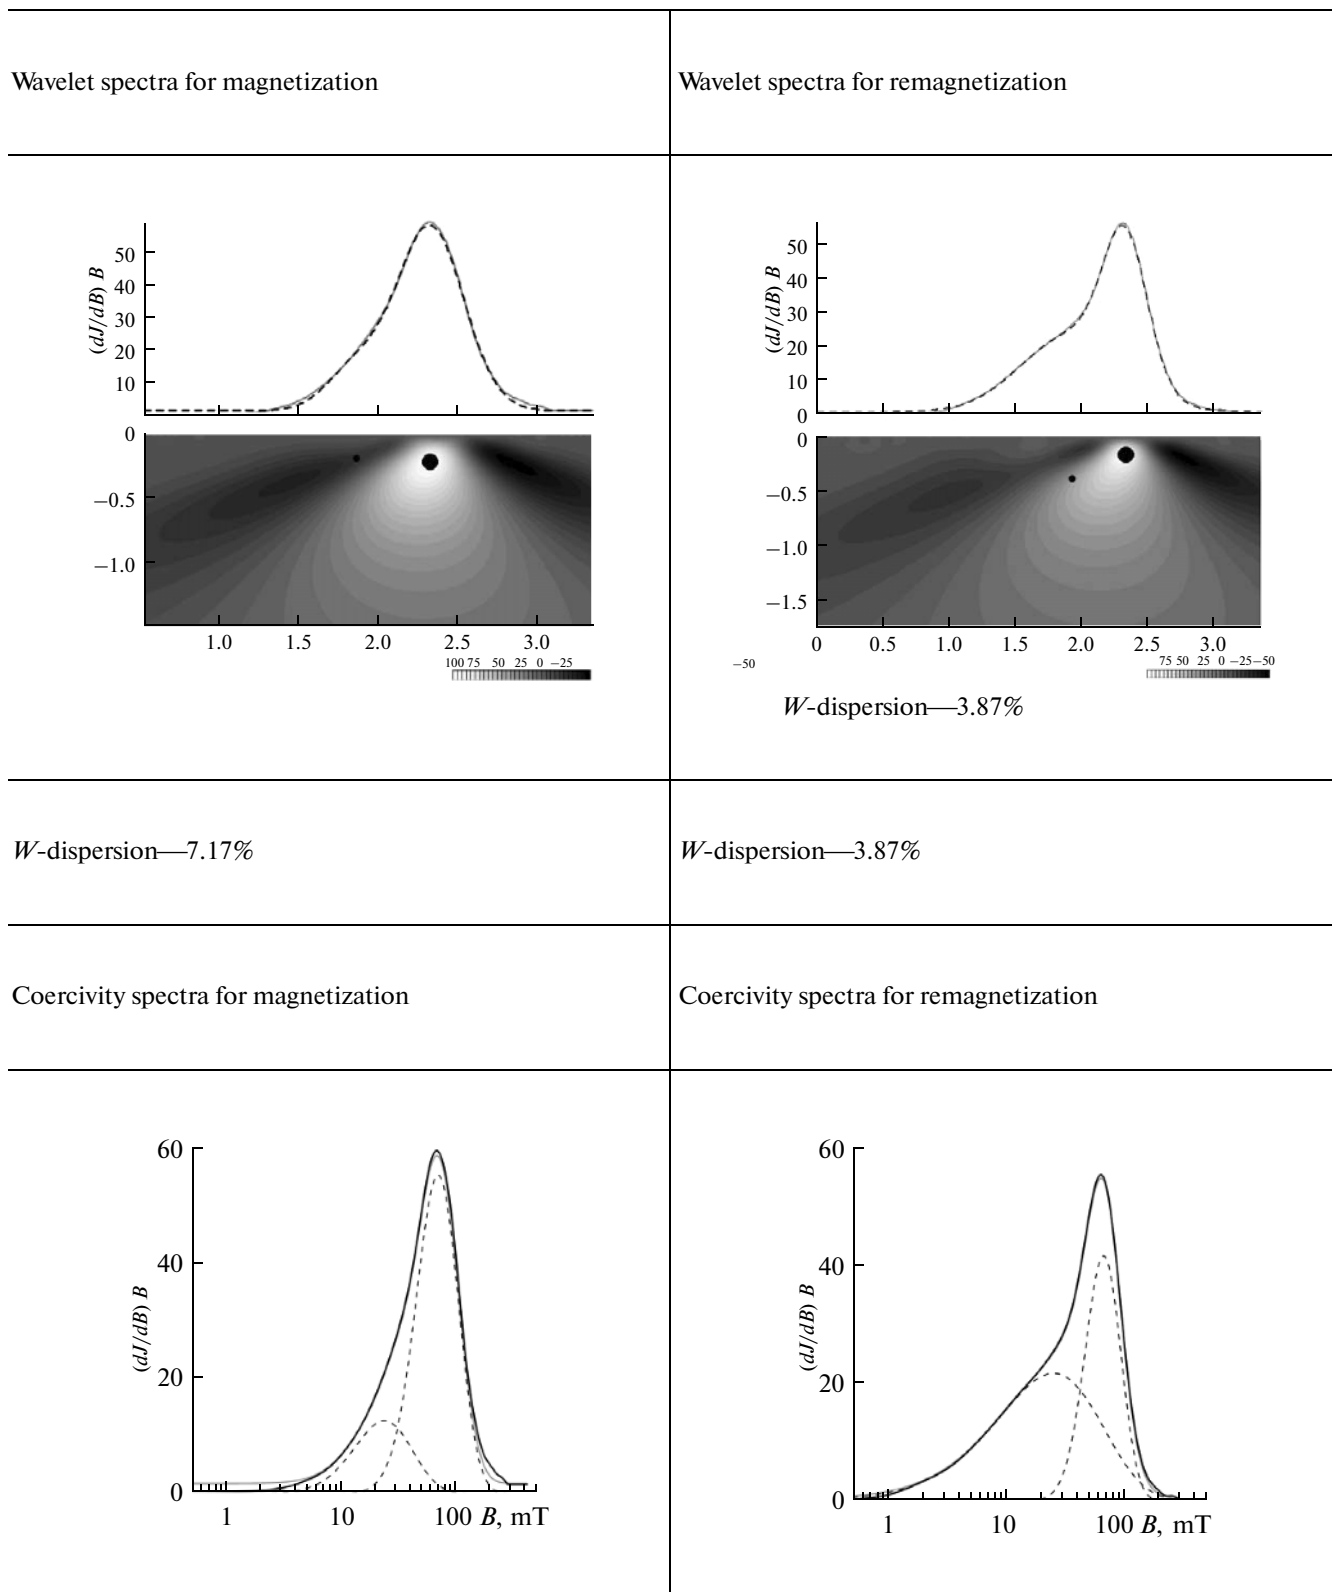 Wavelet spectra for magnetization
Wavelet spectra for remagnetization
(dJ/dB) B
50
40
30
20
10
0
−0.5
−1.0
1.0 1.5 2.0 2.5 3.0
100 75 50 25 0 −25
(dJ/dB) B
50
40
30
20
10
0
0
−0.5
−1.0
−1.5
0 0.5 1.0 1.5 2.0 2.5 3.0
−50
75 50 25 0 −25 −50
W-dispersion—3.87%
W-dispersion—7.17%
W-dispersion—3.87%
Coercivity spectra for magnetization
Coercivity spectra for remagnetization
(dJ/dB) B
60
40
20
0
1 10 100 B, mT
(dJ/dB) B
60
40
20
0
1 10 100 B, mT